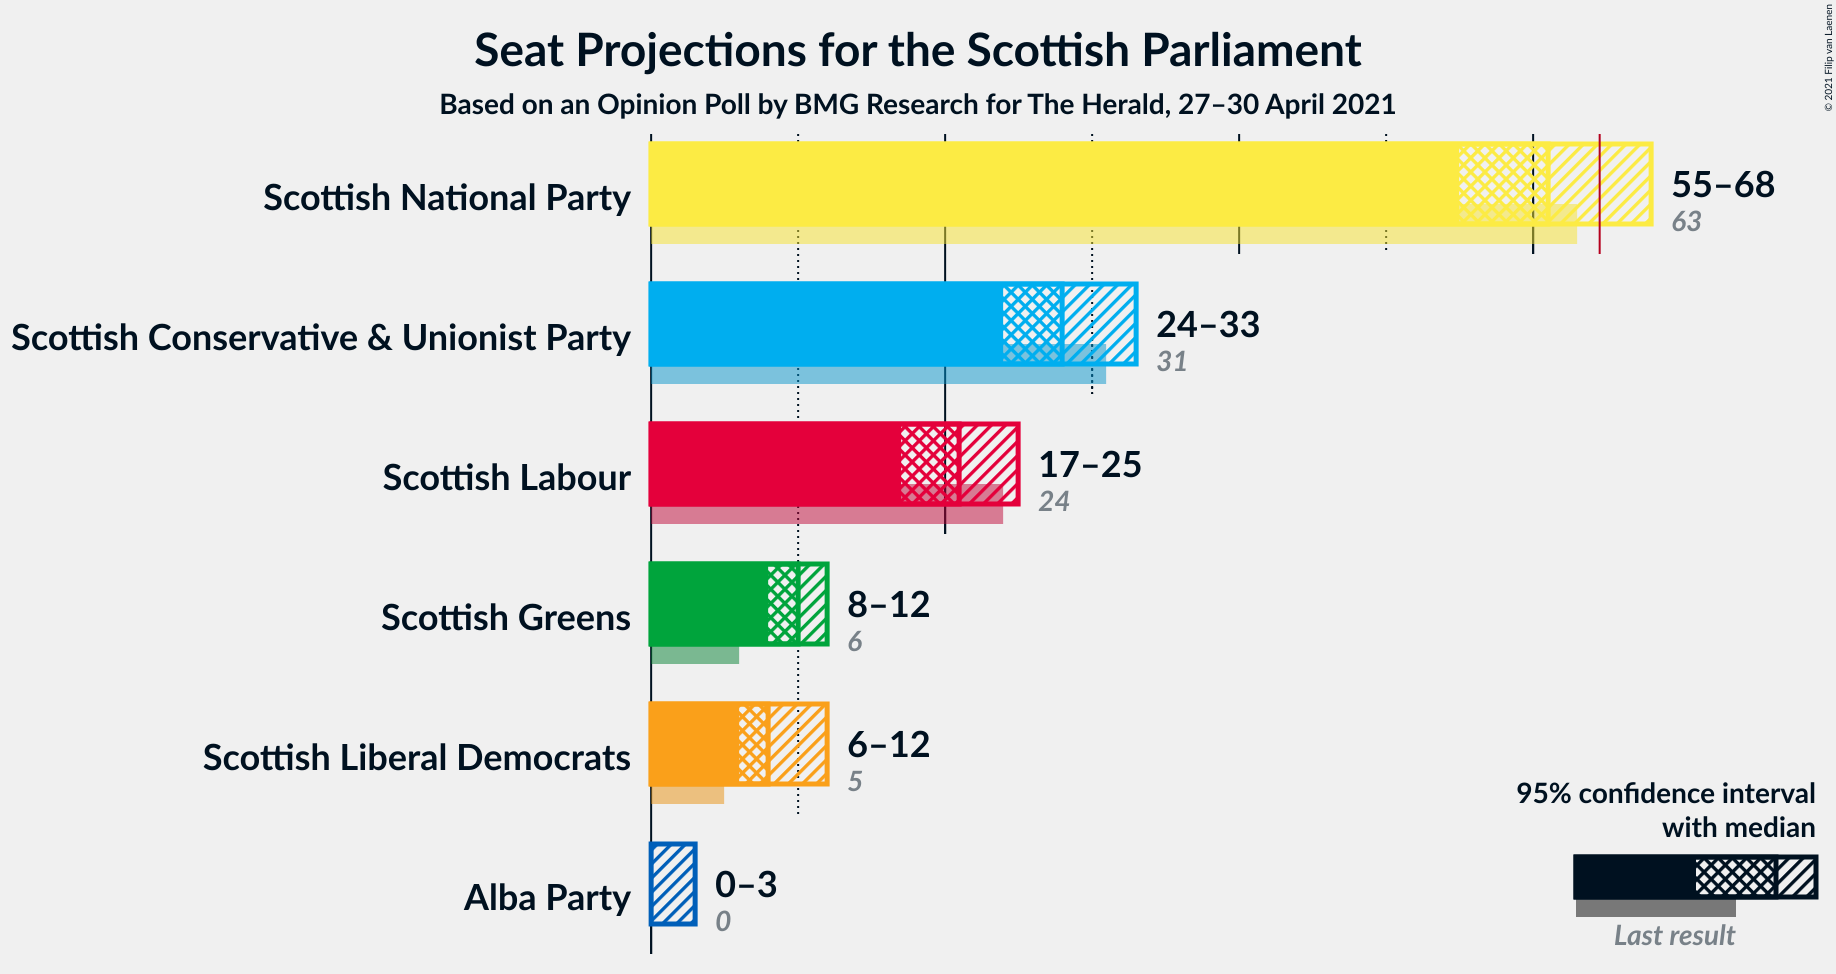 Seat Projections for the Scottish Parliament
Based on an Opinion Poll by BMG Research for The Herald, 27–30 April 2021
© 2021 Filip van Laenen
Scottish National Party
55–68
63
Scottish Conservative & Unionist Party
24–33
31
Scottish Labour
17–25
24
Scottish Greens
8–12
6
Scottish Liberal Democrats
6–12
5
Alba Party
0–3
0
95% confidence interval
with median
Last result